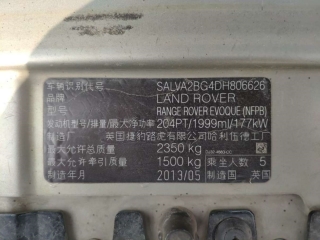 车辆识别代号 SALVA2BG4DH806626
品牌 LAND ROVER
型号 RANGE ROVER EVOQUE (NFPB)
发动机型号/排量/最大净功率 204PT/1999ml/177kW
制造厂 英国捷豹路虎有限公司哈利伍德工厂
最大允许总质量 2350 kg
最大允许牵引质量 1500 kg 乘坐人数 5
制造年月 2013/05 制造国 英国